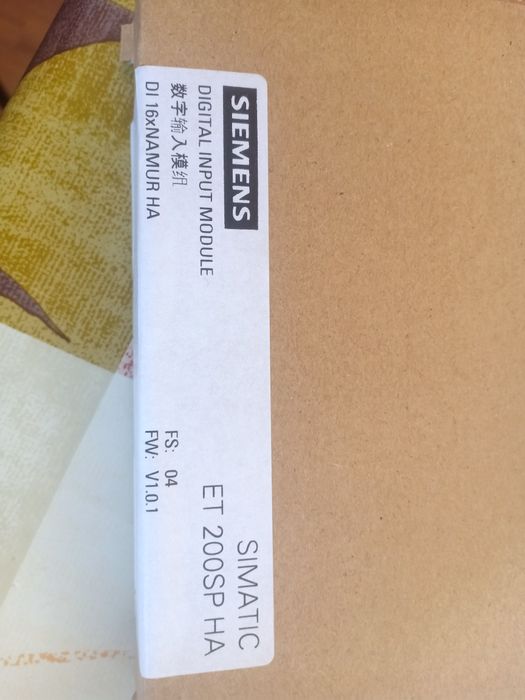 SIEMENS
DIGITAL INPUT MODULE
数字输入模组
DI 16xNAMUR HA
SIMATIC
ET 200SP HA
FS: 04
FW: V1.0.1